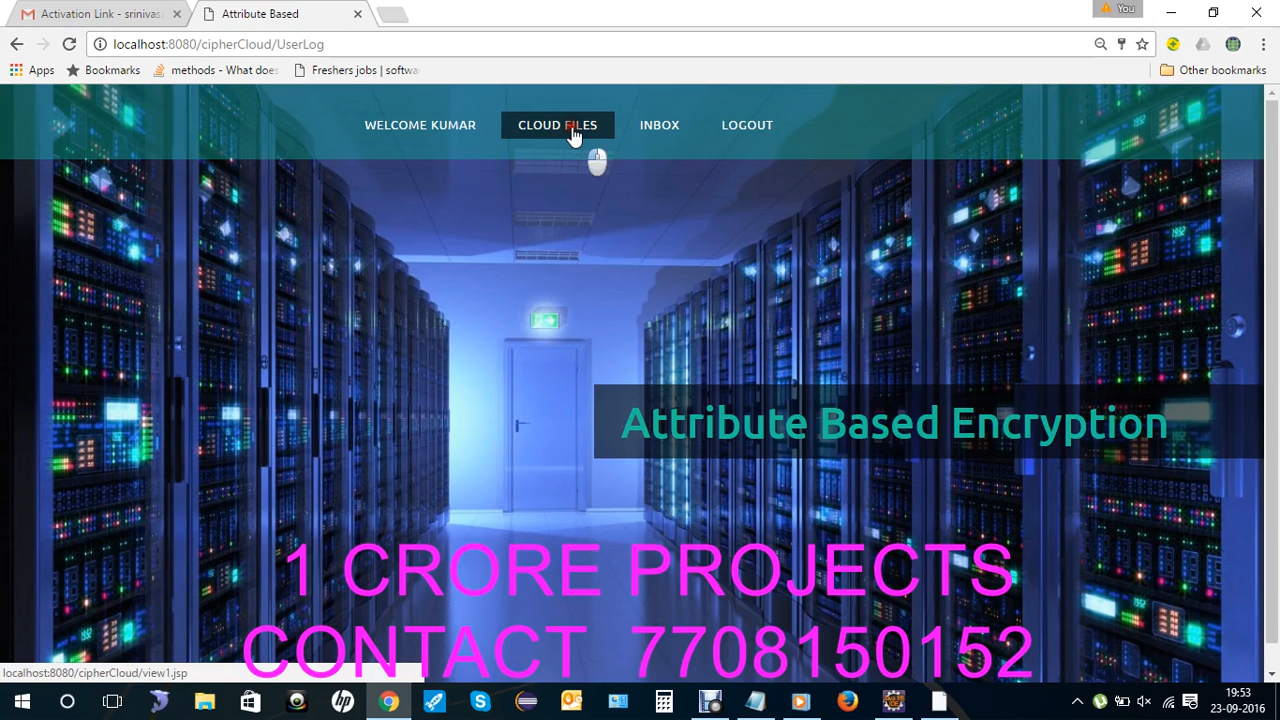 Activation Link - sriniva
Attribute Based
You
localhost:8080/cipherCloud/UserLog
Apps
Bookmarks
methods - What does
Freshers jobs | softwa
Other bookmarks
WELCOME KUMAR
CLOUD FILES
INBOX
LOGOUT
Attribute Based Encryption
1 CRORE PROJECTS
CONTACT 7708150152
localhost:8080/cipherCloud/view1.jsp
19:53
23-09-2016